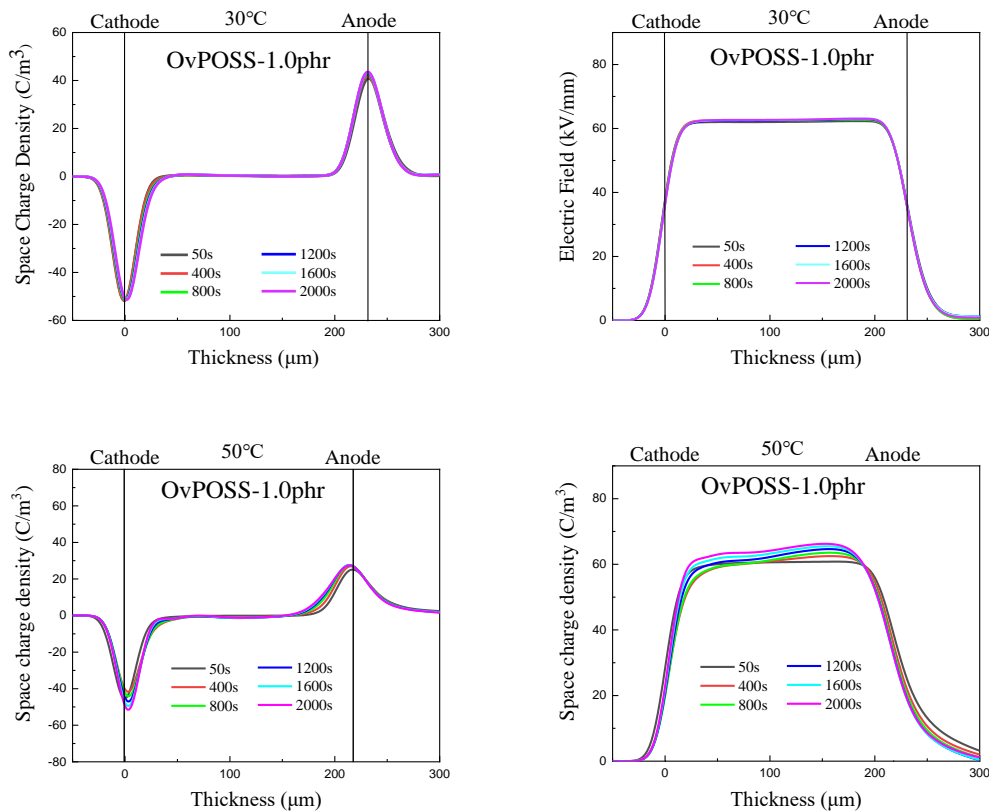 Cathode 30℃ Anode
OvPOSS-1.0phr
Space Charge Density (C/m³)
60
40
20
0
-20
-40
-60
50s 1200s
400s 1600s
800s 2000s
0 100 200 300
Thickness (μm)
Cathode 30℃ Anode
OvPOSS-1.0phr
Electric Field (kV/mm)
80
60
40
20
0
50s 1200s
400s 1600s
800s 2000s
0 100 200 300
Thickness (μm)
Cathode 50℃ Anode
OvPOSS-1.0phr
Space charge density (C/m³)
80
60
40
20
0
-20
-40
-60
-80
50s 1200s
400s 1600s
800s 2000s
0 100 200 300
Thickness (μm)
Cathode 50℃ Anode
OvPOSS-1.0phr
Space charge density (C/m³)
80
60
40
20
0
50s 1200s
400s 1600s
800s 2000s
0 100 200 300
Thickness (μm)